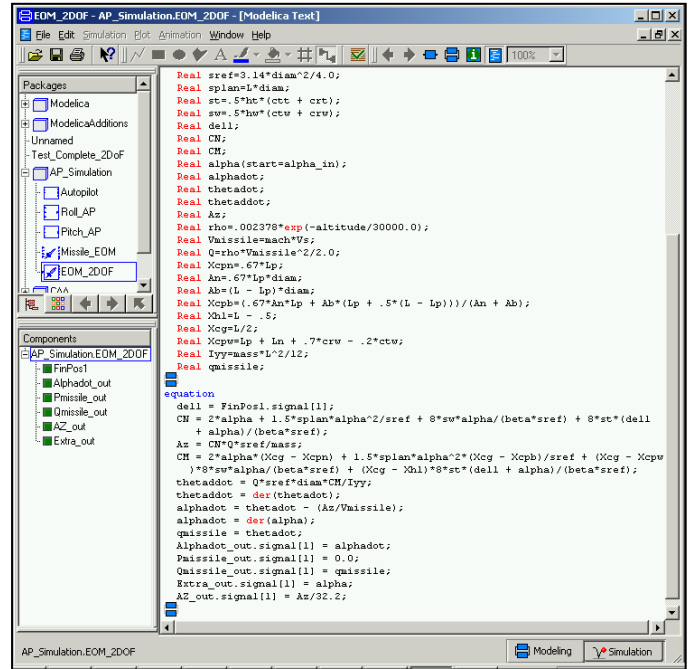 EOM_2DOF - AP_Simulation.EOM_2DOF - [Modelica Text]
File Edit Simulation Plot Animation Window Help
100%
Packages
Modelica
ModelicaAdditions
Unnamed
Test_Complete_2DoF
AP_Simulation
Autopilot
Roll_AP
Pitch_AP
Missile_EOM
EOM_2DOF
CAA
Components
AP_Simulation.EOM_2DOF
FinPos1
Alphadot_out
Pmissile_out
Qmissile_out
AZ_out
Extra_out
Real sref=3.14*diam^2/4.0;
Real splan=L*diam;
Real st=.5*ht*(ctt + crt);
Real sw=.5*hw*(ctw + crw);
Real dell;
Real CN;
Real CM;
Real alpha(start=alpha_in);
Real alphadot;
Real thetadot;
Real thetaddot;
Real Az;
Real rho=.002378*exp(-altitude/30000.0);
Real Vmissile=mach*Vs;
Real Q=rho*Vmissile^2/2.0;
Real Xcpn=.67*Lp;
Real An=.67*Lp*diam;
Real Ab=(L - Lp)*diam;
Real Xcpb=(.67*An*Lp + Ab*(Lp + .5*(L - Lp)))/(An + Ab);
Real Xhl=L - .5;
Real Xcg=L/2;
Real Xcpw=Lp + Ln + .7*crw - .2*ctw;
Real Iyy=mass*L^2/12;
Real qmissile;
equation
dell = FinPos1.signal[1];
CN = 2*alpha + 1.5*splan*alpha^2/sref + 8*sw*alpha/(beta*sref) + 8*st*(dell
+ alpha)/(beta*sref);
Az = CN*Q*sref/mass;
CM = 2*alpha*(Xcg - Xcpn) + 1.5*splan*alpha^2*(Xcg - Xcpb)/sref + (Xcg - Xcpw
)*8*sw*alpha/(beta*sref) + (Xcg - Xhl)*8*st*(dell + alpha)/(beta*sref);
thetaddot = Q*sref*diam*CM/Iyy;
thetaddot = der(thetadot);
alphadot = thetadot - (Az/Vmissile);
alphadot = der(alpha);
qmissile = thetadot;
Alphadot_out.signal[1] = alphadot;
Pmissile_out.signal[1] = 0.0;
Qmissile_out.signal[1] = qmissile;
Extra_out.signal[1] = alpha;
AZ_out.signal[1] = Az/32.2;
AP_Simulation.EOM_2DOF
Modeling
Simulation